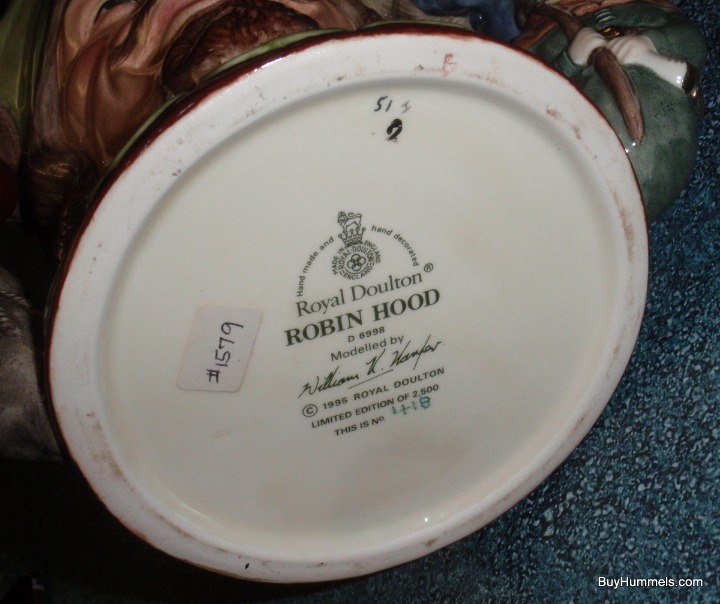 51
2
Hand made and hand decorated
MADE IN ENGLAND
ROYAL DOULTON
ENGLAND
Royal Doulton®
ROBIN HOOD
D 6998
Modelled by
William K. Harper.
© 1995 ROYAL DOULTON
LIMITED EDITION OF 2,500
THIS IS Nº. 1418
#1579
BuyHummels.com